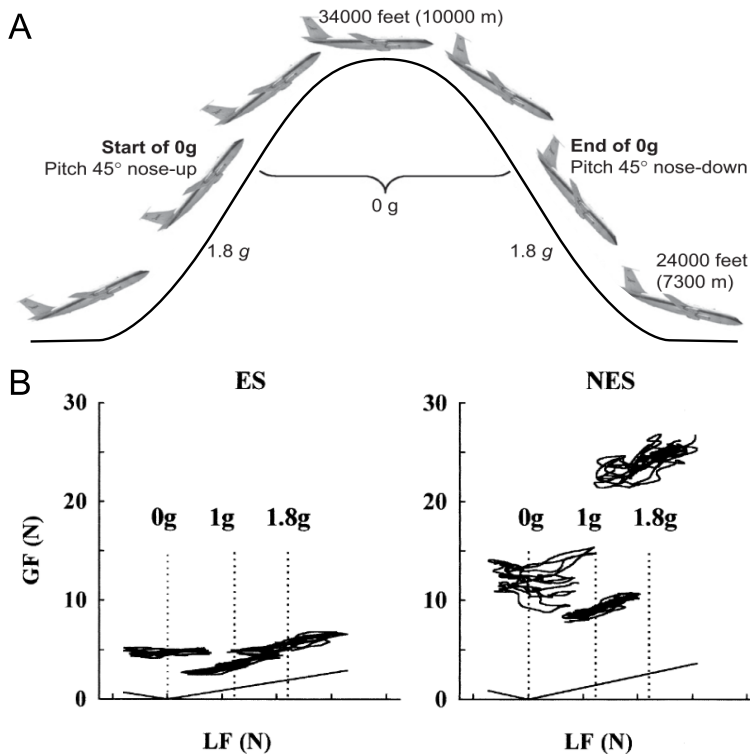 A
34000 feet (10000 m)
Start of 0g
Pitch 45° nose-up
End of 0g
Pitch 45° nose-down
0 g
1.8 g
1.8 g
24000 feet
(7300 m)
B
ES
NES
30
20
10
0
GF (N)
0g 1g 1.8g
LF (N)
30
20
10
0
0g 1g 1.8g
LF (N)